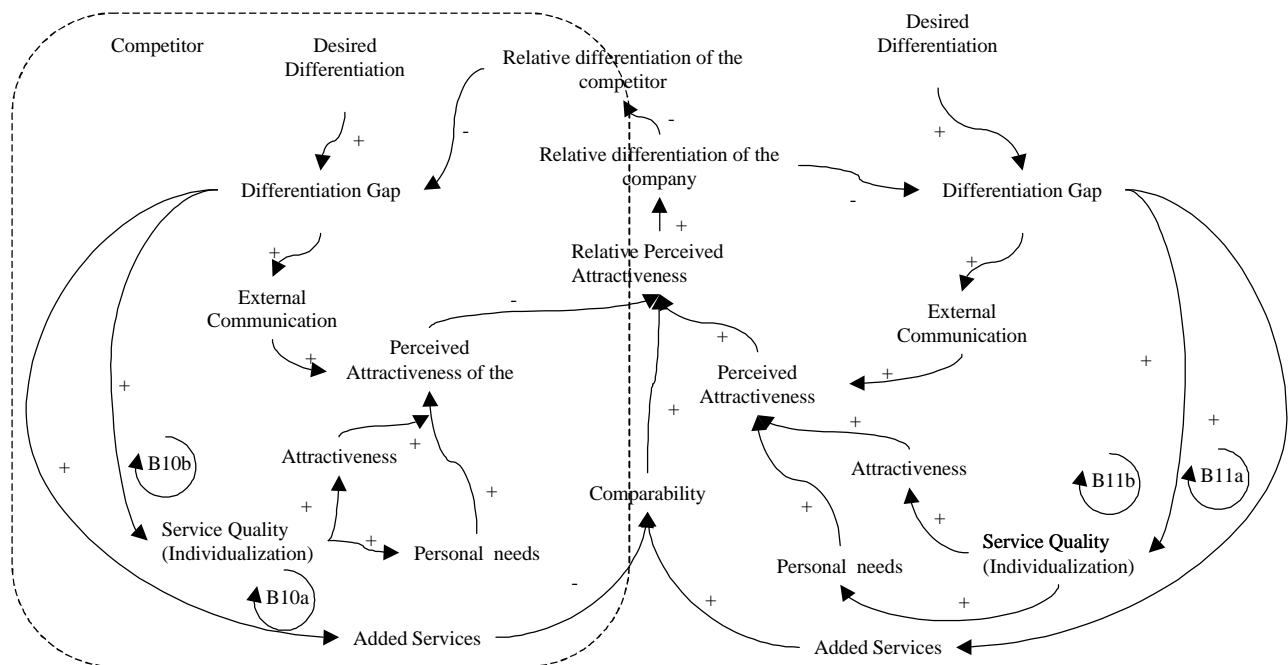 Competitor
Desired
Differentiation
Relative differentiation of the
competitor
Desired
Differentiation
+
-
-
+
Relative differentiation of the
company
Differentiation Gap
-
Differentiation Gap
+
+
Relative Perceived
Attractiveness
+
External
Communication
-
External
Communication
+
Perceived
Attractiveness of the
+
Perceived
Attractiveness
+
+
+
+
+
+
+
B10b
Attractiveness
+
Attractiveness
B11b
B11a
+
+
+
Comparability
+
+
Service Quality
(Individualization)
+
Personal needs
Service Quality
(Individualization)
Personal needs
B10a
-
+
+
Added Services
Added Services